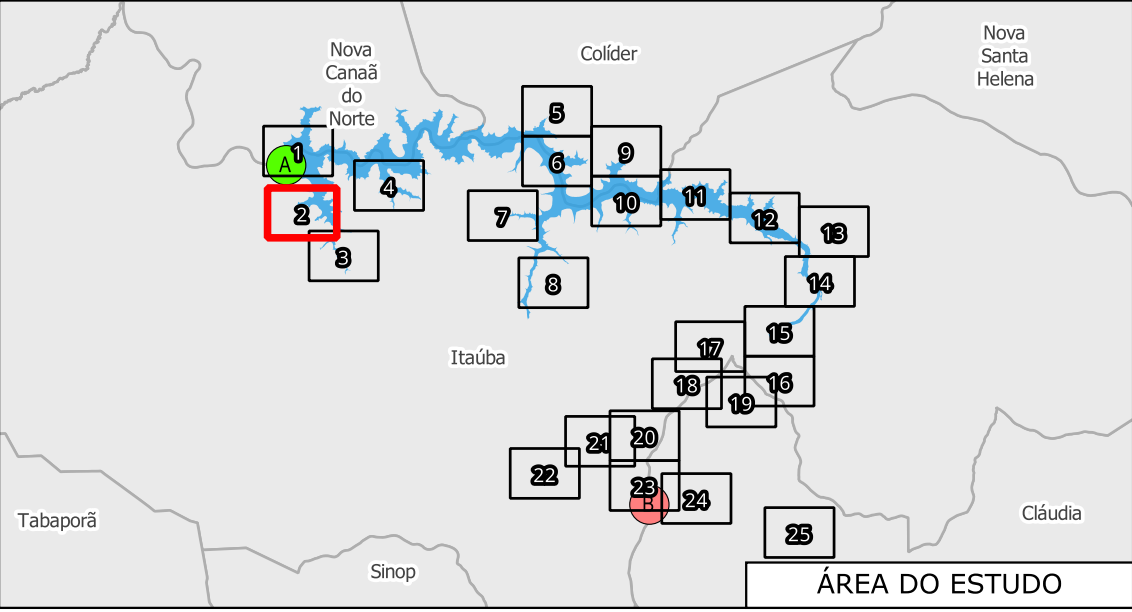 Nova
Canaã
do
Norte
Colíder
Nova
Santa
Helena
5
1
A
6
9
4
2
7
10
11
12
13
3
8
14
15
Itaúba
17
18
16
19
21
20
22
23
B
24
Tabaporã
Cláudia
25
Sinop
ÁREA DO ESTUDO